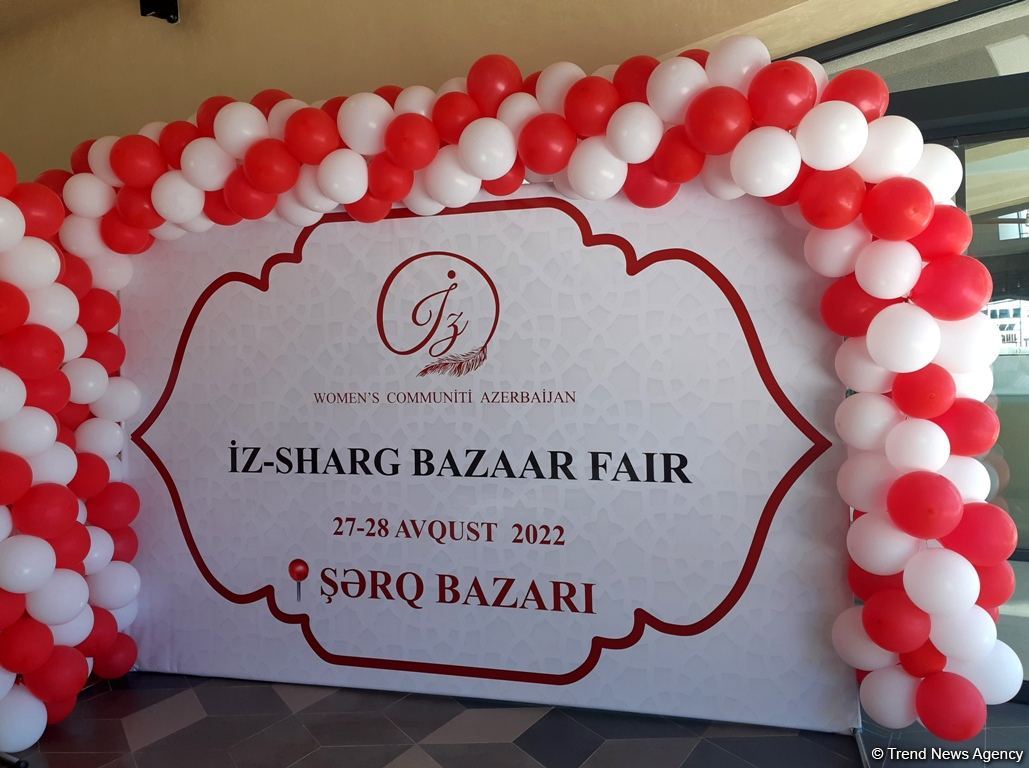 İz
WOMEN'S COMMUNİTİ AZERBAİJAN
İZ-SHARG BAZAAR FAIR
27-28 AVQUST 2022
ŞƏRQ BAZARI
© Trend News Agency